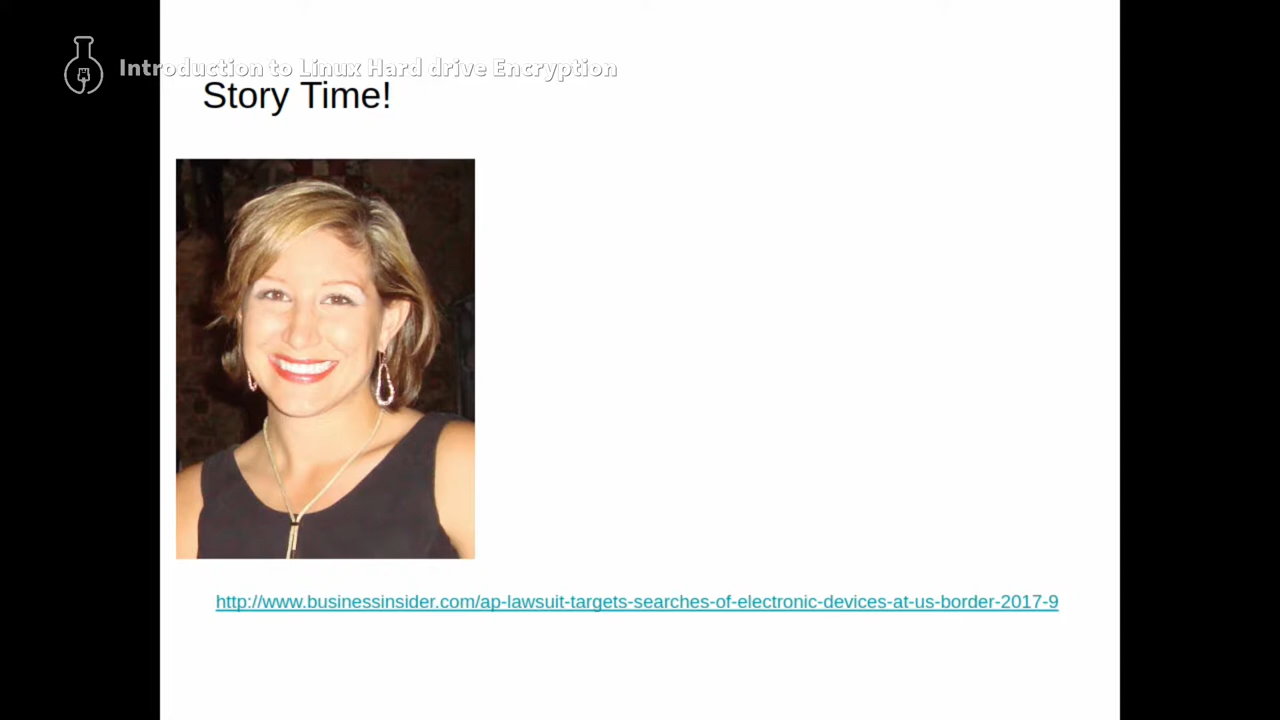 Introduction to Linux Hard drive Encryption
Story Time!
http://www.businessinsider.com/ap-lawsuit-targets-searches-of-electronic-devices-at-us-border-2017-9